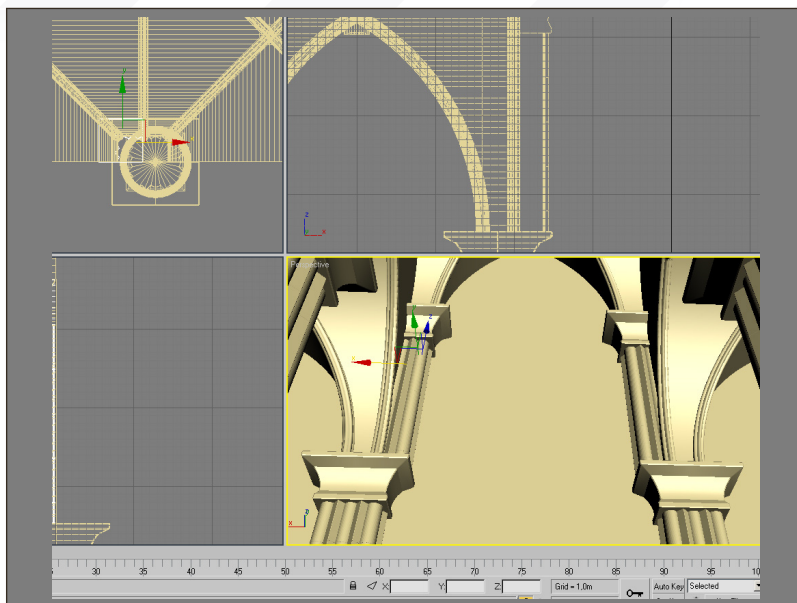 Y
X
Z
X
Perspective
Z
X
30 35 40 45 50 55 60 65 70 75 80 85 90 95 10
X:
Y:
Z:
Grid = 1,0m
Auto Key
Selected